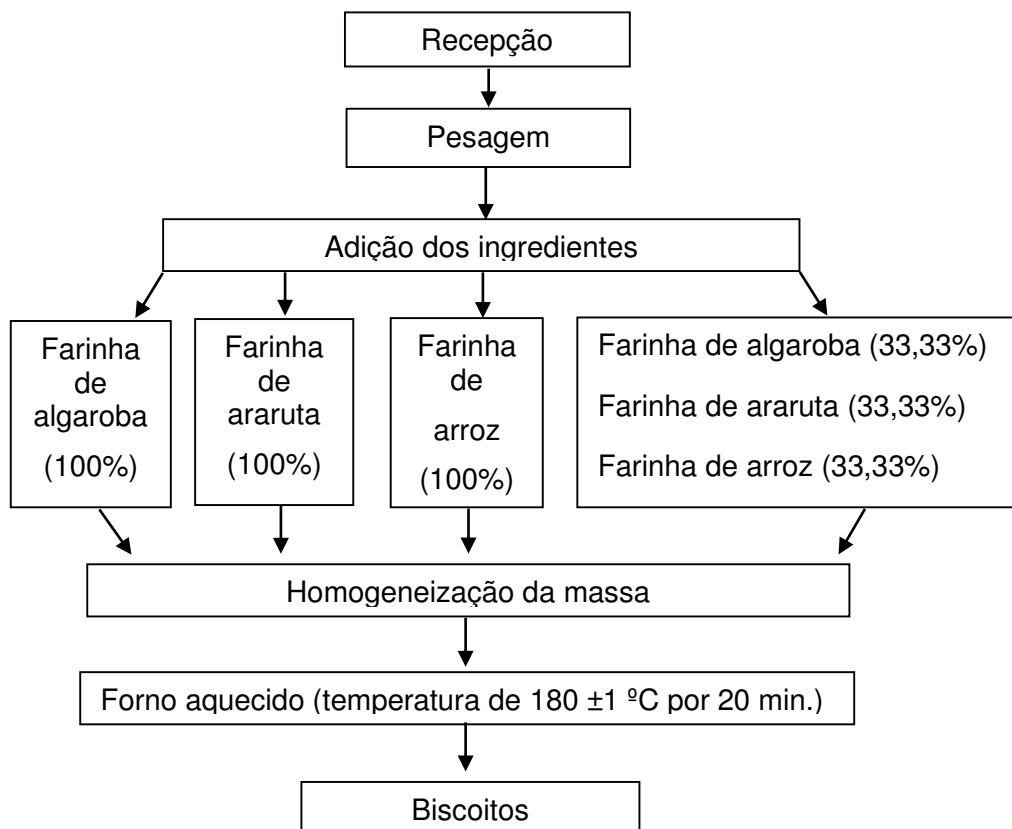 Recepção
Pesagem
Adição dos ingredientes
Farinha
de
algaroba
(100%)
Farinha
de
araruta
(100%)
Farinha
de
arroz
(100%)
Farinha de algaroba (33,33%)
Farinha de araruta (33,33%)
Farinha de arroz (33,33%)
Homogeneização da massa
Forno aquecido (temperatura de 180 ±1 ºC por 20 min.)
Biscoitos